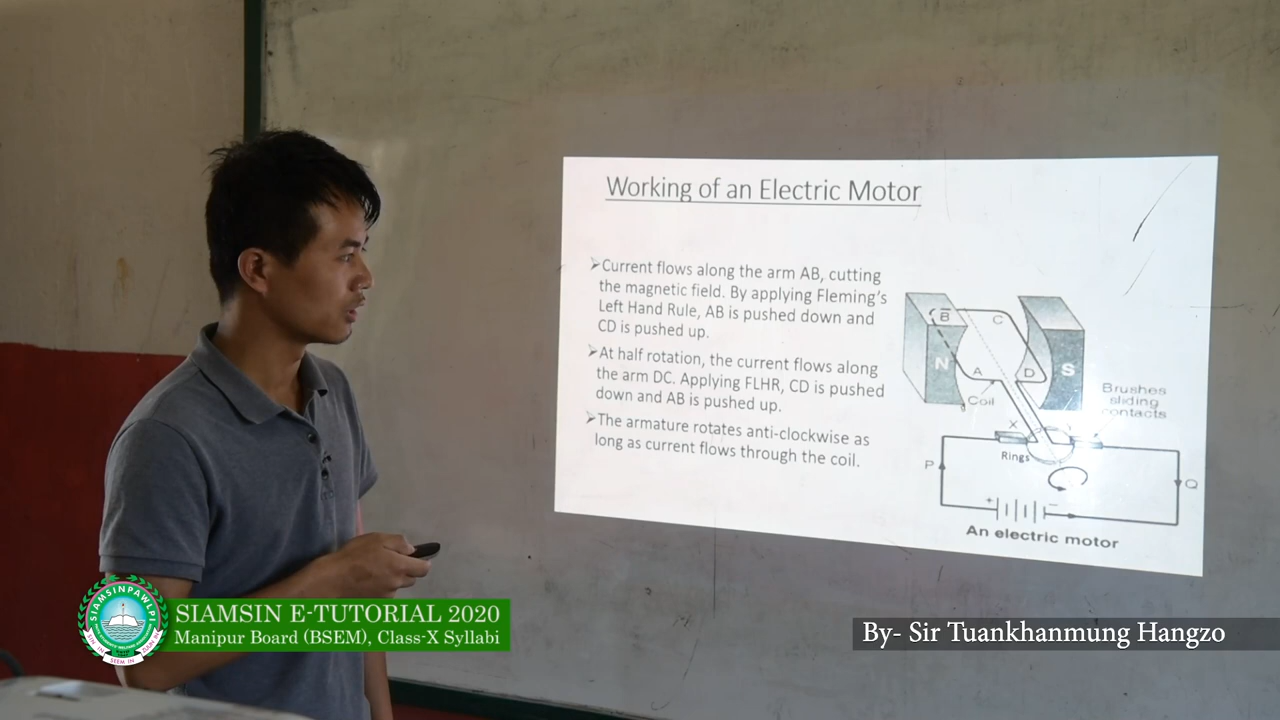 Working of an Electric Motor
➢Current flows along the arm AB, cutting
the magnetic field. By applying Fleming's
Left Hand Rule, AB is pushed down and
CD is pushed up.
➢At half rotation, the current flows along
the arm DC. Applying FLHR, CD is pushed
down and AB is pushed up.
➢The armature rotates anti-clockwise as
long as current flows through the coil.
B
C
N
A
D
S
Coil
Brushes
sliding
contacts
X
Rings
P
Q
+
−
An electric motor
SIAMSINPAWLPI
SIAMSIN E-TUTORIAL 2020
Manipur Board (BSEM), Class-X Syllabi
By- Sir Tuankhanmung Hangzo